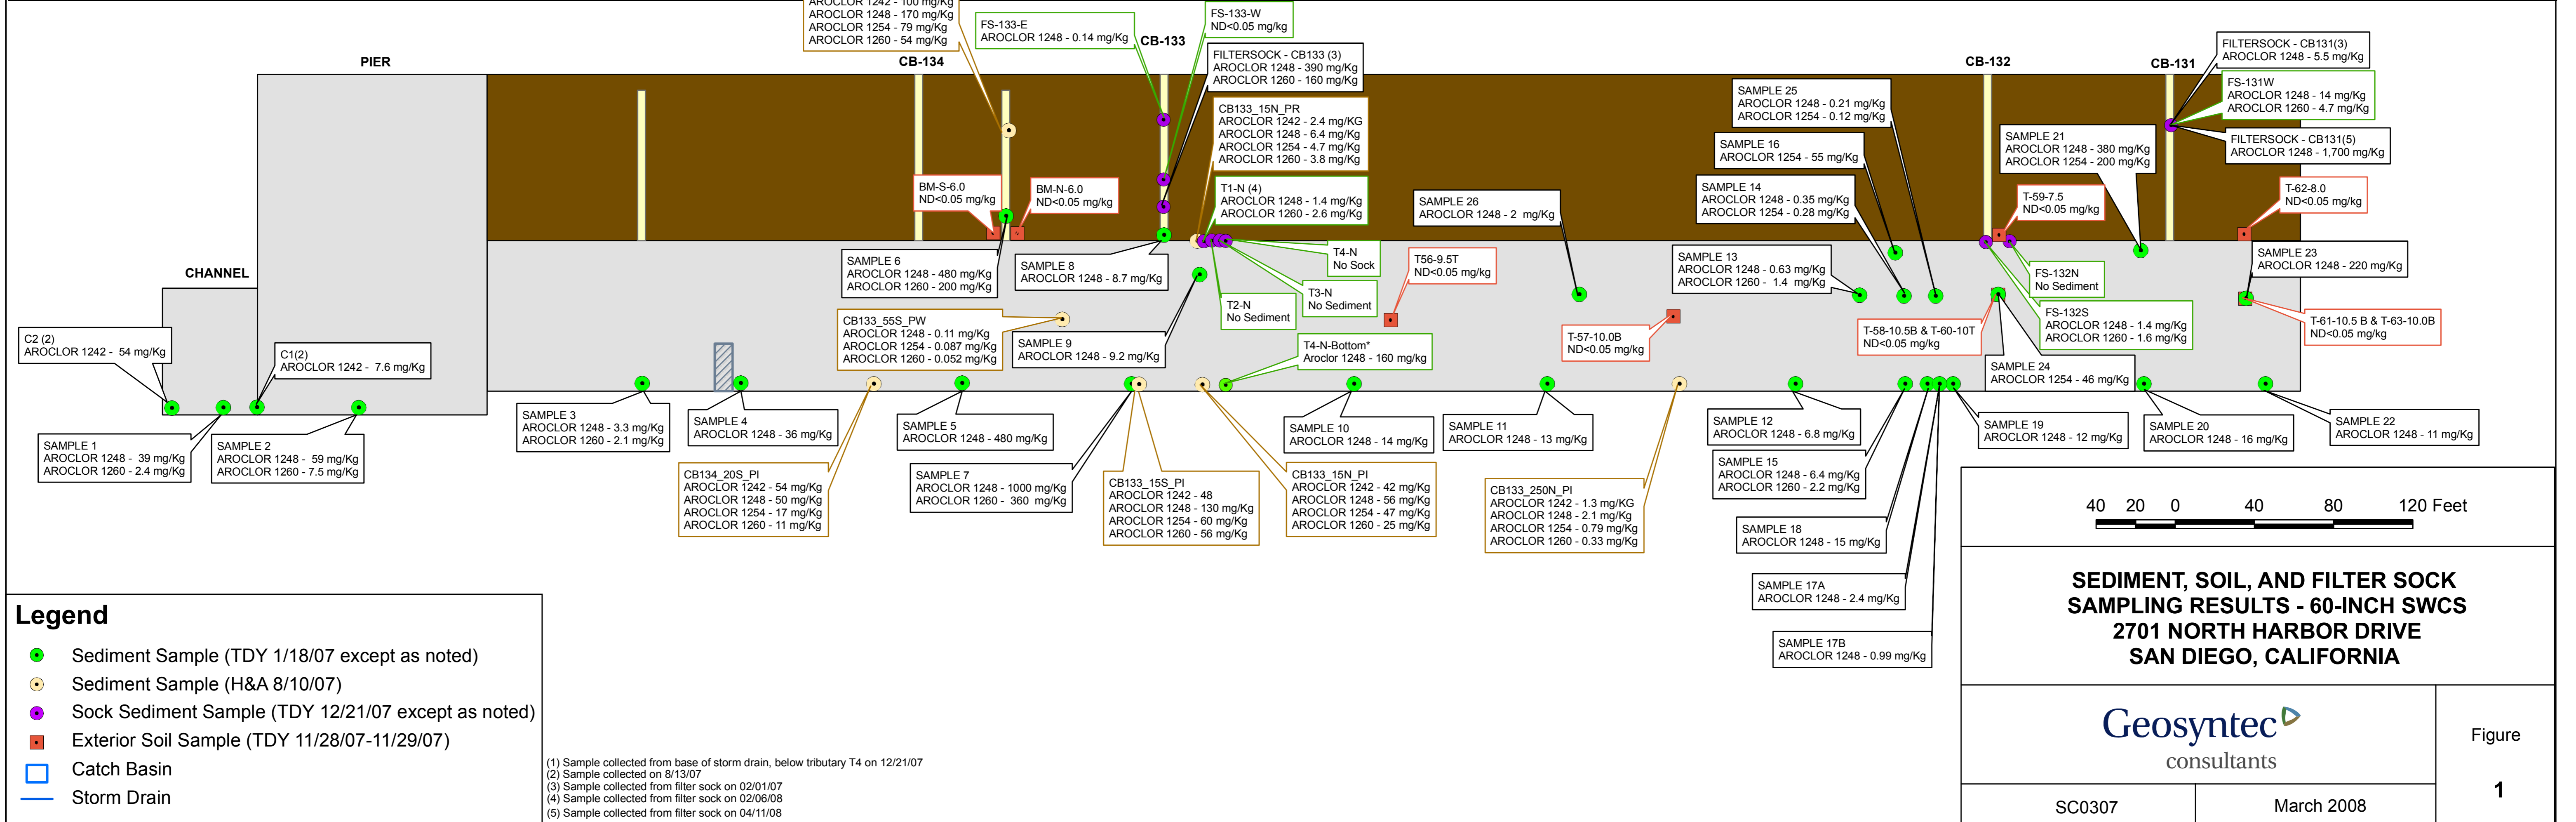 AROCLOR 1242 - 100 mg/Kg
AROCLOR 1248 - 170 mg/Kg
AROCLOR 1254 - 79 mg/Kg
AROCLOR 1260 - 54 mg/Kg
FS-133-E
AROCLOR 1248 - 0.14 mg/Kg
CB-133
FS-133-W
ND<0.05 mg/kg
FILTERSOCK - CB133 (3)
AROCLOR 1248 - 390 mg/Kg
AROCLOR 1260 - 160 mg/Kg
PIER
CB-134
CB-132
CB-131
FILTERSOCK - CB131(3)
AROCLOR 1248 - 5.5 mg/Kg
FS-131W
AROCLOR 1248 - 14 mg/Kg
AROCLOR 1260 - 4.7 mg/Kg
FILTERSOCK - CB131(5)
AROCLOR 1248 - 1,700 mg/Kg
CB133_15N_PR
AROCLOR 1242 - 2.4 mg/KG
AROCLOR 1248 - 6.4 mg/Kg
AROCLOR 1254 - 4.7 mg/Kg
AROCLOR 1260 - 3.8 mg/Kg
SAMPLE 25
AROCLOR 1248 - 0.21 mg/Kg
AROCLOR 1254 - 0.12 mg/Kg
SAMPLE 16
AROCLOR 1254 - 55 mg/Kg
SAMPLE 21
AROCLOR 1248 - 380 mg/Kg
AROCLOR 1254 - 200 mg/Kg
BM-S-6.0
ND<0.05 mg/kg
BM-N-6.0
ND<0.05 mg/kg
T1-N (4)
AROCLOR 1248 - 1.4 mg/Kg
AROCLOR 1260 - 2.6 mg/Kg
SAMPLE 26
AROCLOR 1248 - 2 mg/Kg
SAMPLE 14
AROCLOR 1248 - 0.35 mg/Kg
AROCLOR 1254 - 0.28 mg/Kg
T-59-7.5
ND<0.05 mg/kg
T-62-8.0
ND<0.05 mg/kg
CHANNEL
SAMPLE 6
AROCLOR 1248 - 480 mg/Kg
AROCLOR 1260 - 200 mg/Kg
SAMPLE 8
AROCLOR 1248 - 8.7 mg/Kg
T4-N
No Sock
T3-N
No Sediment
T2-N
No Sediment
T56-9.5T
ND<0.05 mg/kg
SAMPLE 13
AROCLOR 1248 - 0.63 mg/Kg
AROCLOR 1260 - 1.4 mg/Kg
FS-132N
No Sediment
SAMPLE 23
AROCLOR 1248 - 220 mg/Kg
C2 (2)
AROCLOR 1242 - 54 mg/Kg
C1(2)
AROCLOR 1242 - 7.6 mg/Kg
CB133_55S_PW
AROCLOR 1248 - 0.11 mg/Kg
AROCLOR 1254 - 0.087 mg/Kg
AROCLOR 1260 - 0.052 mg/Kg
SAMPLE 9
AROCLOR 1248 - 9.2 mg/Kg
T4-N-Bottom*
Aroclor 1248 - 160 mg/kg
T-57-10.0B
ND<0.05 mg/kg
T-58-10.5B & T-60-10T
ND<0.05 mg/kg
FS-132S
AROCLOR 1248 - 1.4 mg/Kg
AROCLOR 1260 - 1.6 mg/Kg
T-61-10.5 B & T-63-10.0B
ND<0.05 mg/kg
SAMPLE 24
AROCLOR 1254 - 46 mg/Kg
SAMPLE 1
AROCLOR 1248 - 39 mg/Kg
AROCLOR 1260 - 2.4 mg/Kg
SAMPLE 2
AROCLOR 1248 - 59 mg/Kg
AROCLOR 1260 - 7.5 mg/Kg
SAMPLE 3
AROCLOR 1248 - 3.3 mg/Kg
AROCLOR 1260 - 2.1 mg/Kg
SAMPLE 4
AROCLOR 1248 - 36 mg/Kg
SAMPLE 5
AROCLOR 1248 - 480 mg/Kg
SAMPLE 10
AROCLOR 1248 - 14 mg/Kg
SAMPLE 11
AROCLOR 1248 - 13 mg/Kg
SAMPLE 12
AROCLOR 1248 - 6.8 mg/Kg
SAMPLE 19
AROCLOR 1248 - 12 mg/Kg
SAMPLE 20
AROCLOR 1248 - 16 mg/Kg
SAMPLE 22
AROCLOR 1248 - 11 mg/Kg
CB134_20S_PI
AROCLOR 1242 - 54 mg/Kg
AROCLOR 1248 - 50 mg/Kg
AROCLOR 1254 - 17 mg/Kg
AROCLOR 1260 - 11 mg/Kg
SAMPLE 7
AROCLOR 1248 - 1000 mg/Kg
AROCLOR 1260 - 360 mg/Kg
CB133_15S_PI
AROCLOR 1242 - 48
AROCLOR 1248 - 130 mg/Kg
AROCLOR 1254 - 60 mg/Kg
AROCLOR 1260 - 56 mg/Kg
CB133_15N_PI
AROCLOR 1242 - 42 mg/Kg
AROCLOR 1248 - 56 mg/Kg
AROCLOR 1254 - 47 mg/Kg
AROCLOR 1260 - 25 mg/Kg
CB133_250N_PI
AROCLOR 1242 - 1.3 mg/KG
AROCLOR 1248 - 2.1 mg/Kg
AROCLOR 1254 - 0.79 mg/Kg
AROCLOR 1260 - 0.33 mg/Kg
SAMPLE 15
AROCLOR 1248 - 6.4 mg/Kg
AROCLOR 1260 - 2.2 mg/Kg
SAMPLE 18
AROCLOR 1248 - 15 mg/Kg
SAMPLE 17A
AROCLOR 1248 - 2.4 mg/Kg
SAMPLE 17B
AROCLOR 1248 - 0.99 mg/Kg
40 20 0 40 80 120 Feet
SEDIMENT, SOIL, AND FILTER SOCK
SAMPLING RESULTS - 60-INCH SWCS
2701 NORTH HARBOR DRIVE
SAN DIEGO, CALIFORNIA
Geosyntec
consultants
Figure
1
SC0307
March 2008
Legend
Sediment Sample (TDY 1/18/07 except as noted)
Sediment Sample (H&A 8/10/07)
Sock Sediment Sample (TDY 12/21/07 except as noted)
Exterior Soil Sample (TDY 11/28/07-11/29/07)
Catch Basin
Storm Drain
(1) Sample collected from base of storm drain, below tributary T4 on 12/21/07
(2) Sample collected on 8/13/07
(3) Sample collected from filter sock on 02/01/07
(4) Sample collected from filter sock on 02/06/08
(5) Sample collected from filter sock on 04/11/08